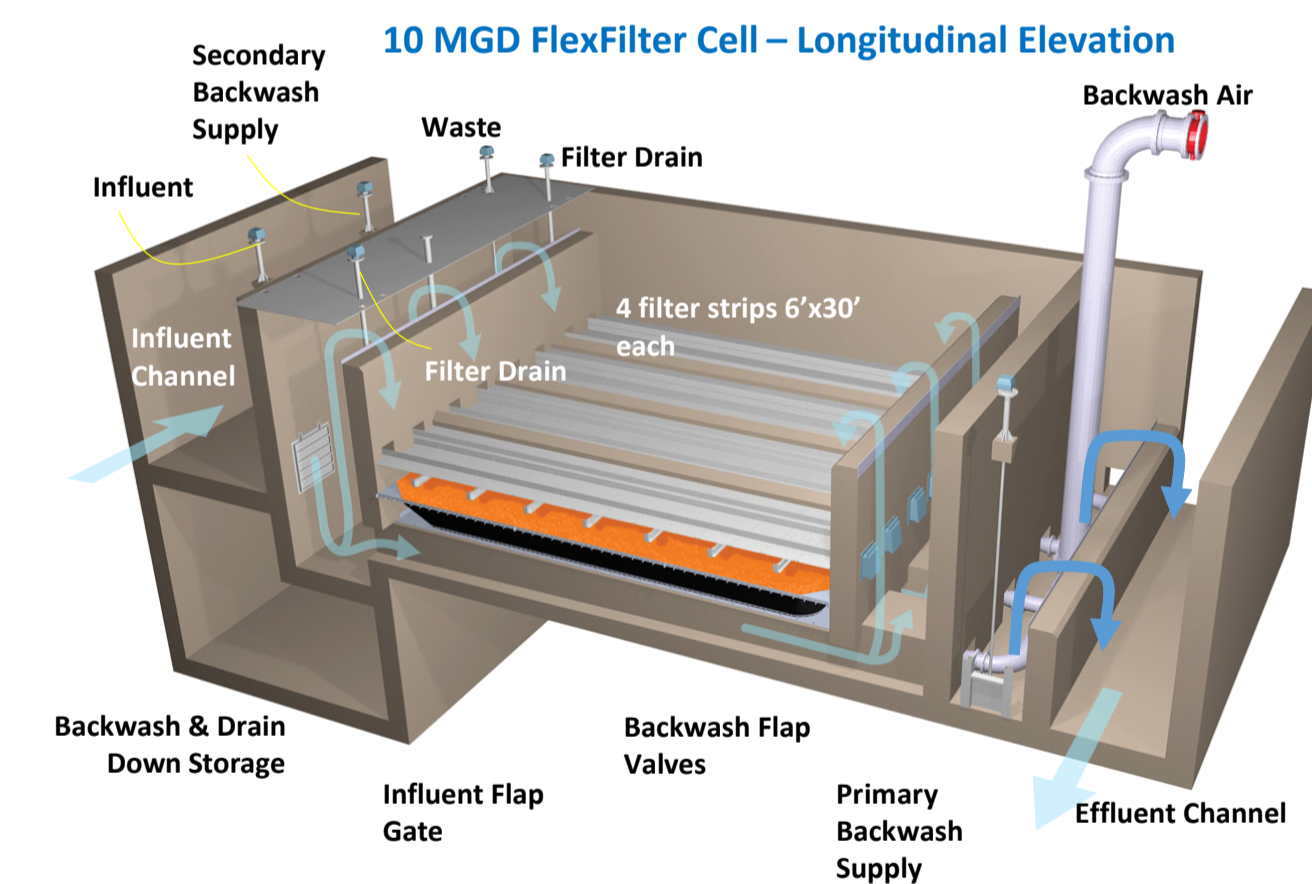 10 MGD FlexFilter Cell – Longitudinal Elevation
Secondary
Backwash
Supply
Backwash Air
Waste
Filter Drain
Influent
4 filter strips 6’x30’
each
Influent
Channel
Filter Drain
Backwash & Drain
Down Storage
Backwash Flap
Valves
Influent Flap
Gate
Primary
Backwash
Supply
Effluent Channel